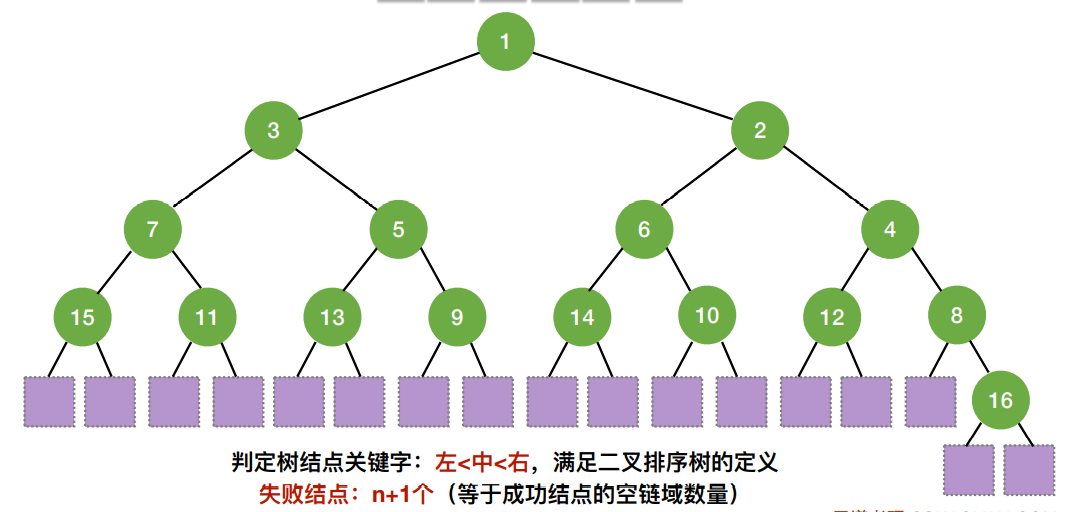 1
3 2
7 5 6 4
15 11 13 9 14 10 12 8
16
判定树结点关键字：左<中<右，满足二叉排序树的定义
失败结点：n+1个（等于成功结点的空链域数量）